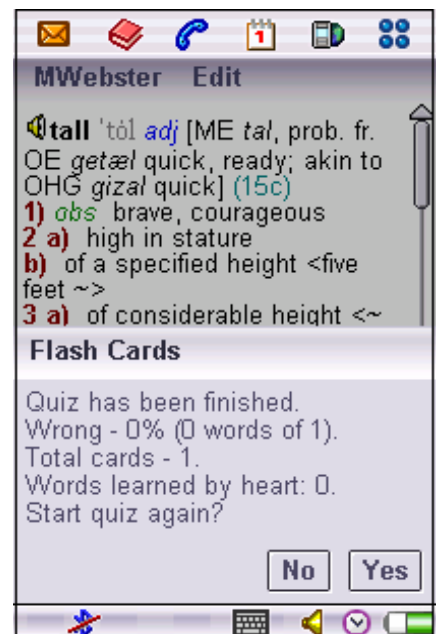 1
MWebster Edit
tall 'tȯl adj [ME tal, prob. fr.
OE getæl quick, ready; akin to
OHG gizal quick] (15c)
1) obs brave, courageous
2 a) high in stature
b) of a specified height <five
feet ~>
3 a) of considerable height <~
Flash Cards
Quiz has been finished.
Wrong - 0% (0 words of 1).
Total cards - 1.
Words learned by heart: 0.
Start quiz again?
No Yes